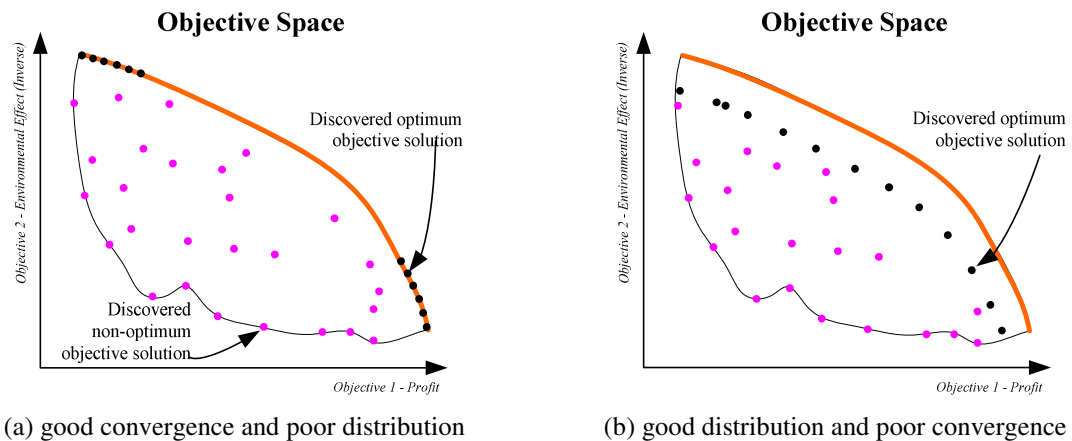 Objective Space
Objective 2 - Environmental Effect (Inverse)
Discovered optimum
objective solution
Discovered
non-optimum
objective solution
Objective 1 - Profit
(a) good convergence and poor distribution
Objective Space
Objective 2 - Environmental Effect (Inverse)
Discovered optimum
objective solution
Objective 1 - Profit
(b) good distribution and poor convergence